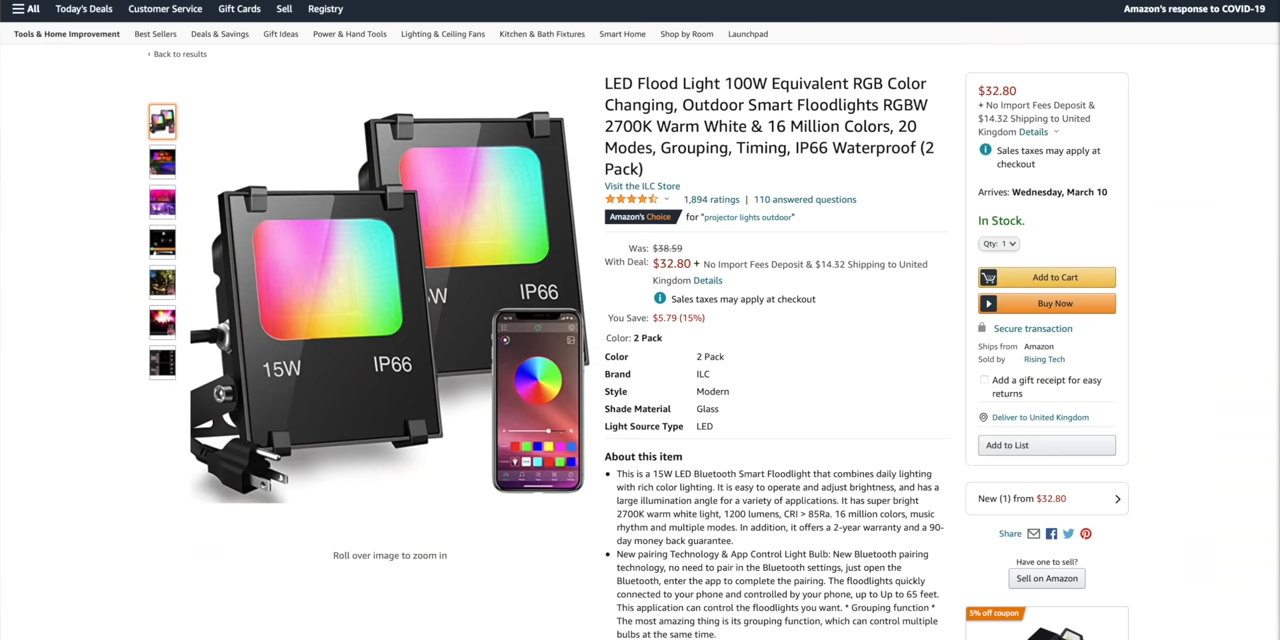 All Today's Deals Customer Service Gift Cards Sell Registry Amazon's response to COVID-19
Tools & Home Improvement Best Sellers Deals & Savings Gift Ideas Power & Hand Tools Lighting & Ceiling Fans Kitchen & Bath Fixtures Smart Home Shop by Room Launchpad
‹ Back to results
15W IP66
W IP66
Roll over image to zoom in
LED Flood Light 100W Equivalent RGB Color
Changing, Outdoor Smart Floodlights RGBW
2700K Warm White & 16 Million Colors, 20
Modes, Grouping, Timing, IP66 Waterproof (2
Pack)
Visit the ILC Store
1,894 ratings | 110 answered questions
Amazon's Choice for "projector lights outdoor"
Was: $38.59
With Deal: $32.80 + No Import Fees Deposit & $14.32 Shipping to United
Kingdom Details
Sales taxes may apply at checkout
You Save: $5.79 (15%)
Color: 2 Pack
Color 2 Pack
Brand ILC
Style Modern
Shade Material Glass
Light Source Type LED
About this item
• This is a 15W LED Bluetooth Smart Floodlight that combines daily lighting
with rich color lighting. It is easy to operate and adjust brightness, and has a
large illumination angle for a variety of applications. It has super bright
2700K warm white light, 1200 lumens, CRI > 85Ra. 16 million colors, music
rhythm and multiple modes. In addition, it offers a 2-year warranty and a 90-
day money back guarantee.
• New pairing Technology & App Control Light Bulb: New Bluetooth pairing
technology, no need to pair in the Bluetooth settings, just open the
Bluetooth, enter the app to complete the pairing. The floodlights quickly
connected to your phone and controlled by your phone, up to Up to 65 feet.
This application can control the floodlights you want. * Grouping function *
The most amazing thing is its grouping function, which can control multiple
bulbs at the same time.
$32.80
+ No Import Fees Deposit &
$14.32 Shipping to United
Kingdom Details
Sales taxes may apply at
checkout
Arrives: Wednesday, March 10
In Stock.
Qty: 1
Add to Cart
Buy Now
Secure transaction
Ships from Amazon
Sold by Rising Tech
Add a gift receipt for easy
returns
Deliver to United Kingdom
Add to List
New (1) from $32.80
Share
Have one to sell?
Sell on Amazon
5% off coupon